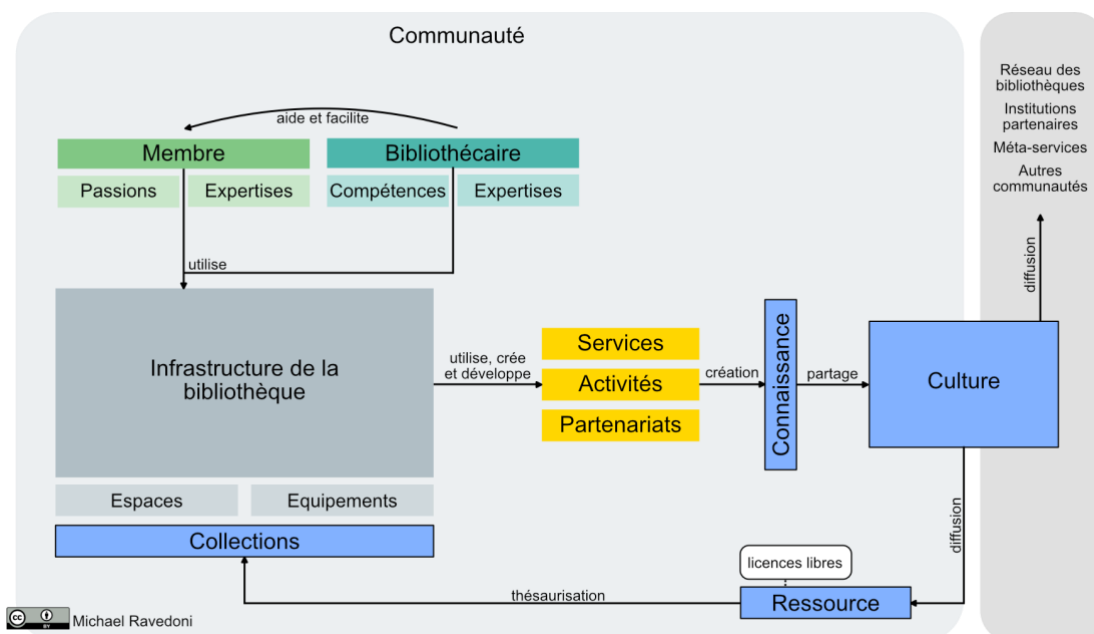 Communauté
Réseau des
bibliothèques
Institutions
partenaires
Méta-services
Autres
communautés
aide et facilite
Membre
Bibliothécaire
Passions
Expertises
Compétences
Expertises
utilise
diffusion
Infrastructure de la
bibliothèque
utilise, crée
et développe
Services
Activités
Partenariats
création
Connaissance
partage
Culture
Espaces
Equipements
Collections
diffusion
licences libres
thésaurisation
Ressource
cc
BY
Michael Ravedoni